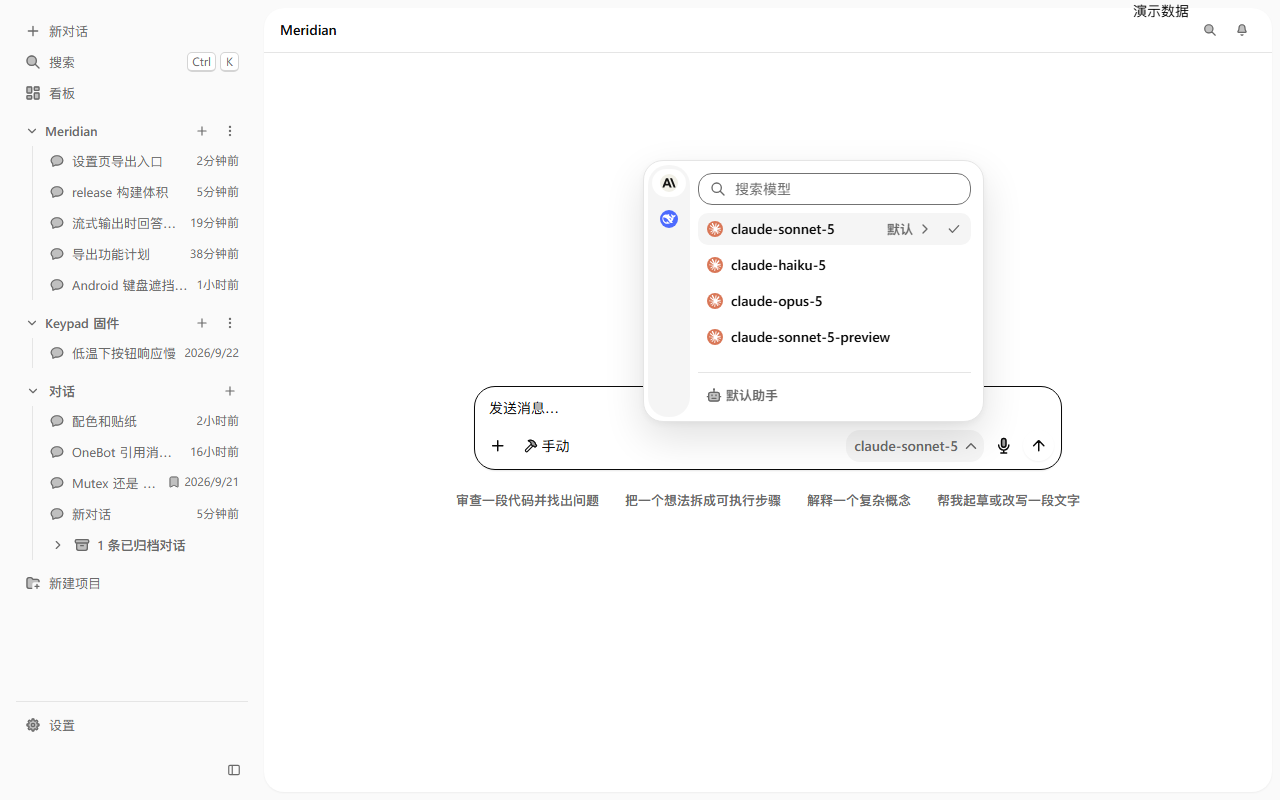 新对话
搜索 Ctrl K
看板
Meridian
设置页导出入口 2分钟前
release 构建体积 5分钟前
流式输出时回答… 19分钟前
导出功能计划 38分钟前
Android 键盘遮挡… 1小时前
Keypad 固件
低温下按钮响应慢 2026/9/22
对话
配色和贴纸 2小时前
OneBot 引用消… 16小时前
Mutex 还是 … 2026/9/21
新对话 5分钟前
1 条已归档对话
新建项目
设置
Meridian
演示数据
搜索模型
claude-sonnet-5 默认
claude-haiku-5
claude-opus-5
claude-sonnet-5-preview
默认助手
发送消息…
手动
claude-sonnet-5
审查一段代码并找出问题 把一个想法拆成可执行步骤 解释一个复杂概念 帮我起草或改写一段文字